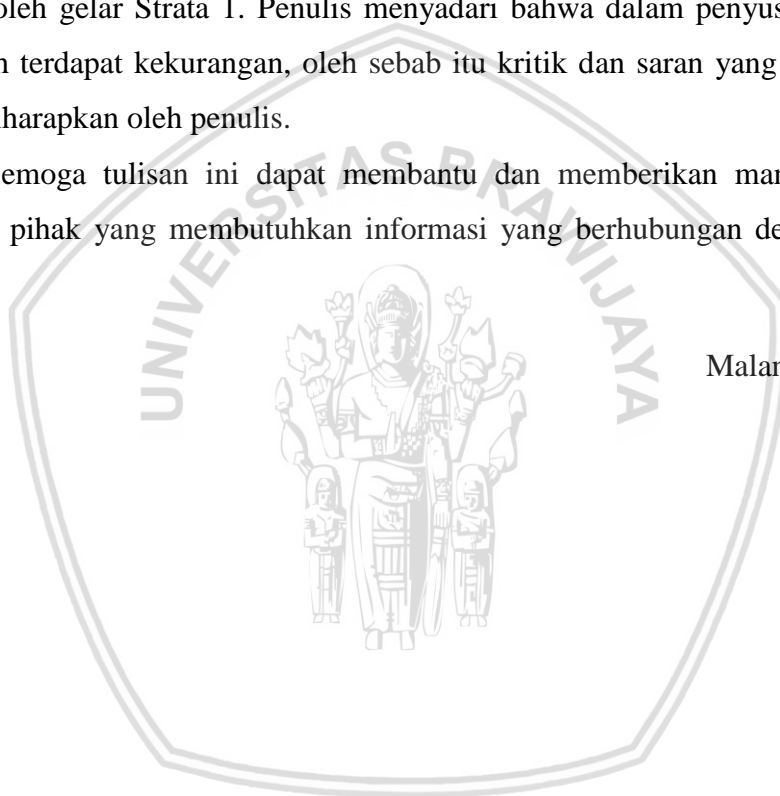 oleh gelar Strata 1. Penulis menyadari bahwa dalam penyus
terdapat kekurangan, oleh sebab itu kritik dan saran yang
iharapkan oleh penulis.
emoga tulisan ini dapat membantu dan memberikan man
pihak yang membutuhkan informasi yang berhubungan de
UNIVERSITAS BRAWIJAYA
Malan